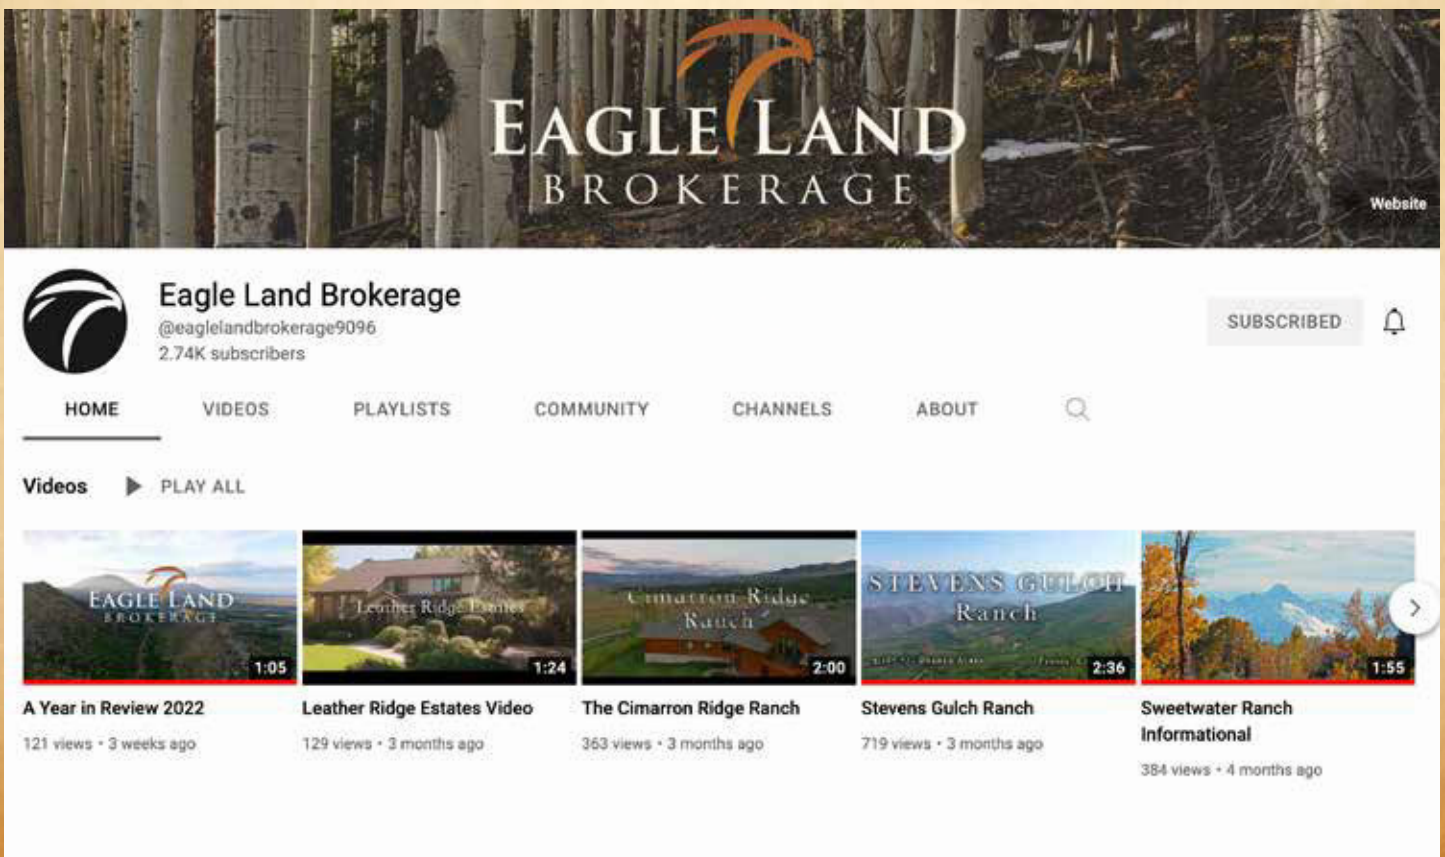 EAGLE LAND
BROKERAGE
Website
Eagle Land Brokerage
@eaglelandbrokerage9096
2.74K subscribers
SUBSCRIBED
HOME VIDEOS PLAYLISTS COMMUNITY CHANNELS ABOUT
Videos PLAY ALL
EAGLE LAND
BROKERAGE
1:05
Leather Ridge Estates
1:24
Cimarron Ridge
Ranch
2:00
STEVENS GULCH
Ranch
2:36
1:55
A Year in Review 2022
121 views • 3 weeks ago
Leather Ridge Estates Video
129 views • 3 months ago
The Cimarron Ridge Ranch
363 views • 3 months ago
Stevens Gulch Ranch
719 views • 3 months ago
Sweetwater Ranch
Informational
384 views • 4 months ago